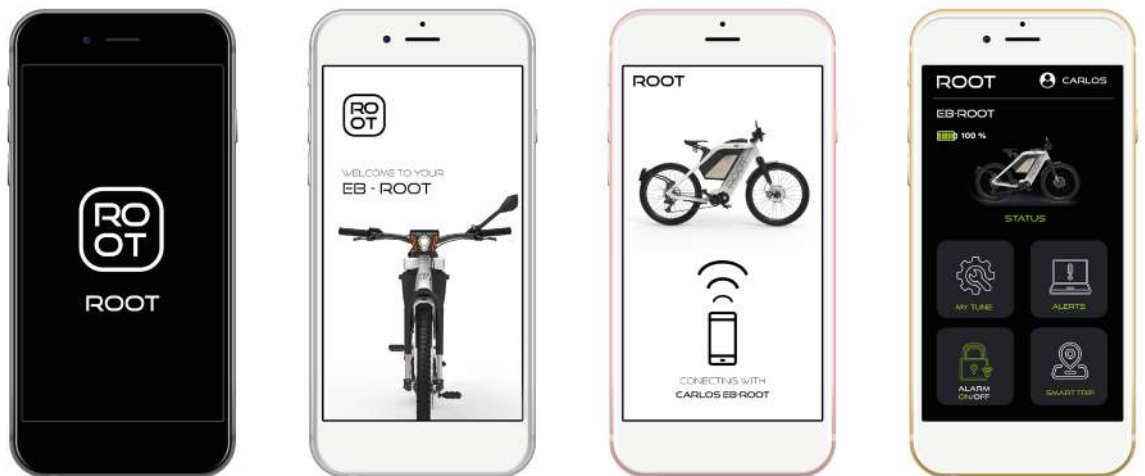 RO
OT
ROOT
RO
OT
WELCOME TO YOUR
EB - ROOT
ROOT
CONECTING WITH
CARLOS EB-ROOT
ROOT
CARLOS
EB-ROOT
100 %
STATUS
MY TUNE
ALERTS
ALARM
ON/OFF
SMART TRIP